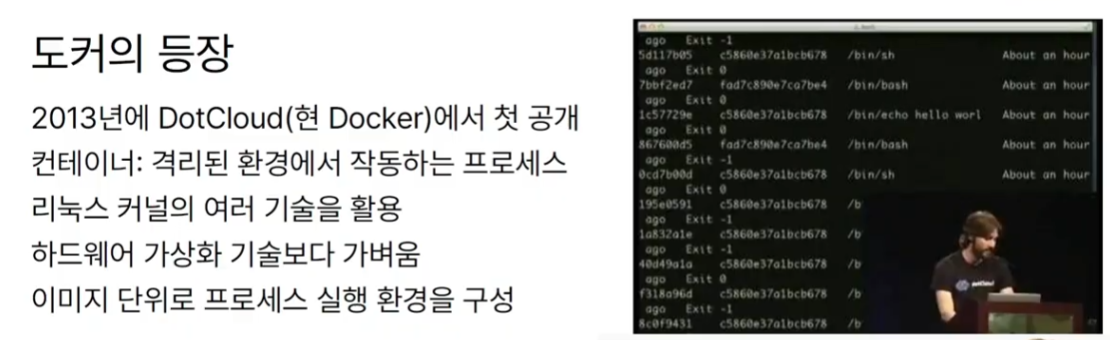 도커의 등장
2013년에 DotCloud(현 Docker)에서 첫 공개
컨테이너: 격리된 환경에서 작동하는 프로세스
리눅스 커널의 여러 기술을 활용
하드웨어 가상화 기술보다 가벼움
이미지 단위로 프로세스 실행 환경을 구성
ago Exit -1
5d117b05 c5860e37a1bcb678 /bin/sh About an hour
ago Exit 0
7bbf2ed7 fad7c890e7ca7be4 /bin/bash About an hour
ago Exit 0
1c57729e c5860e37a1bcb678 /bin/echo hello worl About an hour
ago Exit 0
867600d5 fad7c890e7ca7be4 /bin/bash About an hour
ago Exit -1
0cd7b00d c5860e37a1bcb678 /bin/sh About an hour
ago Exit 0
195e0591 c5860e37a1bcb678 /b
ago Exit -1
1a832a1e c5860e37a1bcb678 /b
ago Exit -1
40d49a1a c5860e37a1bcb678 /b
ago Exit 0
f318a96d c5860e37a1bcb678 /b
ago Exit -1
8c0f9431 c5860e37a1bcb678 /b
dotCloud